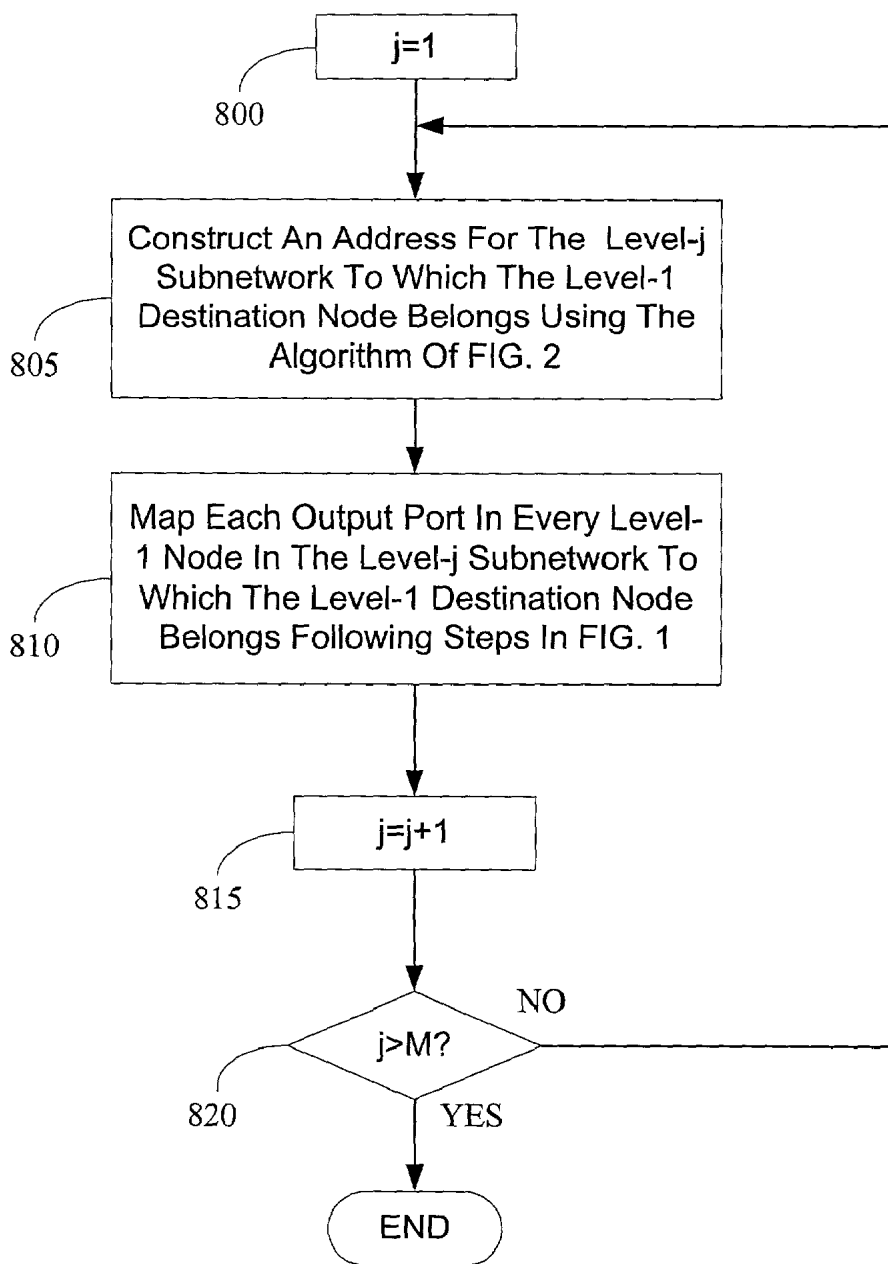 j=1
800
Construct An Address For The Level-j
Subnetwork To Which The Level-1
Destination Node Belongs Using The
Algorithm Of FIG. 2
805
Map Each Output Port In Every Level-
1 Node In The Level-j Subnetwork To
Which The Level-1 Destination Node
Belongs Following Steps In FIG. 1
810
j=j+1
815
NO
j>M?
820
YES
END